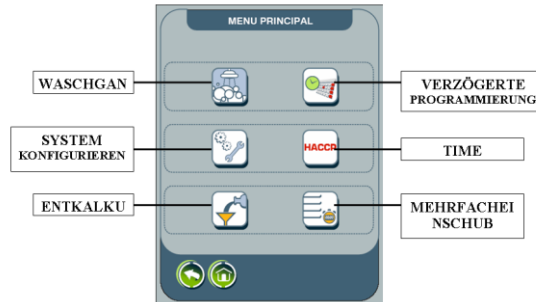 MENU PRINCIPAL
WASCHGAN
VERZÖGERTE
PROGRAMMIERUNG
SYSTEM
KONFIGURIEREN
HACCP
TIME
ENTKALKU
MEHRFACHEI
NSCHUB